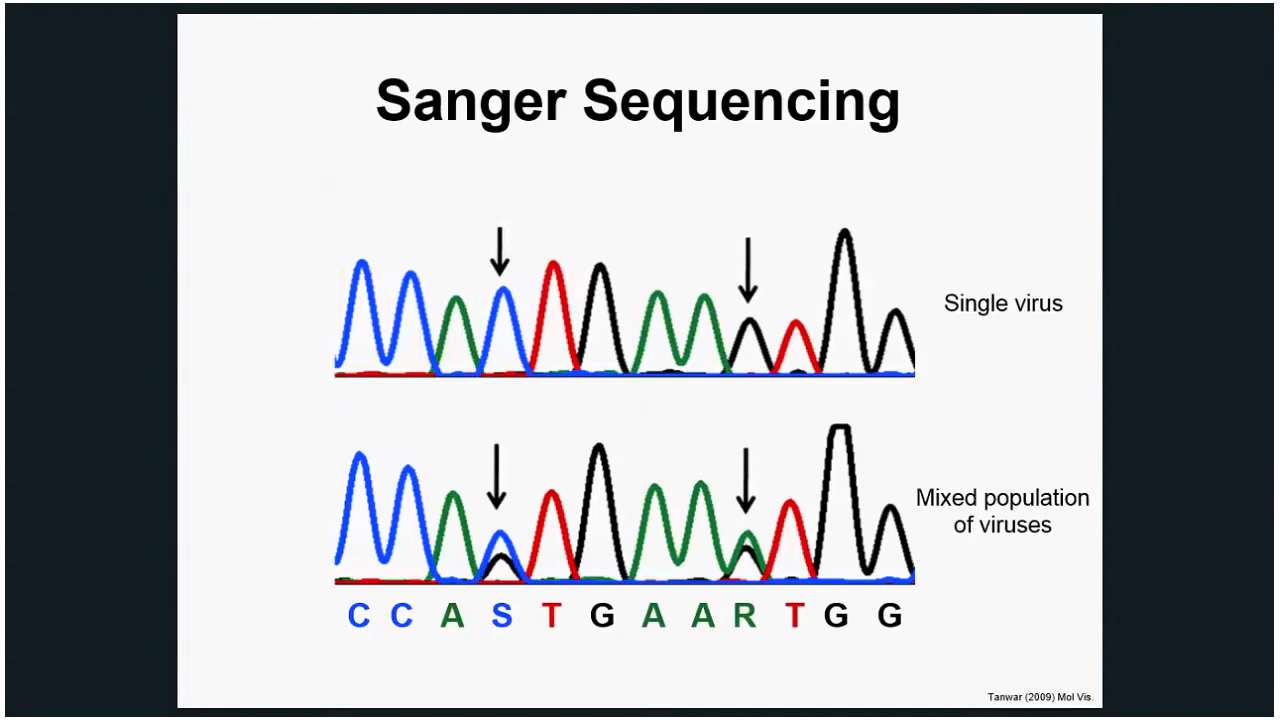 Sanger Sequencing
Single virus
Mixed population
of viruses
C C A S T G A A R T G G
Tanwar (2009) Mol Vis.